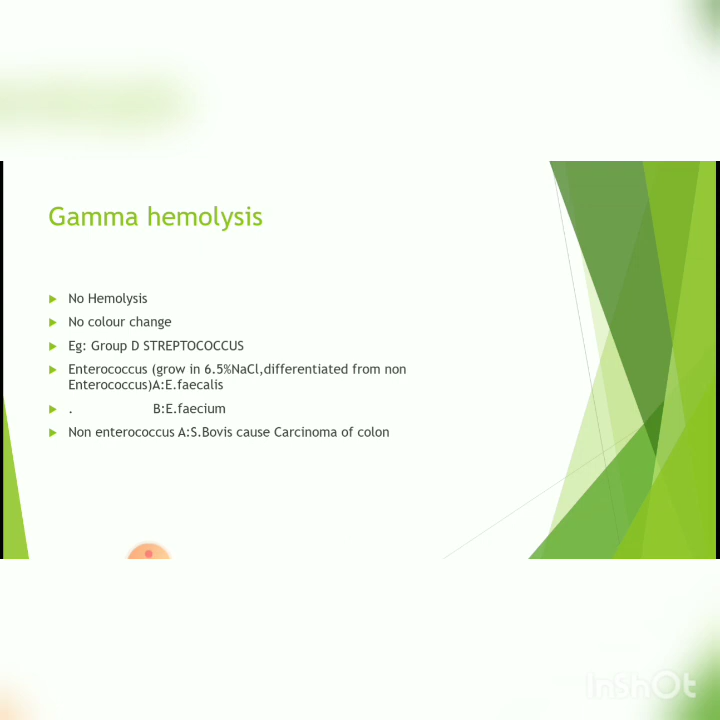 Gamma hemolysis
No Hemolysis
No colour change
Eg: Group D STREPTOCOCCUS
Enterococcus (grow in 6.5%NaCl,differentiated from non
Enterococcus)A:E.faecalis
. B:E.faecium
Non enterococcus A:S.Bovis cause Carcinoma of colon
InShOt